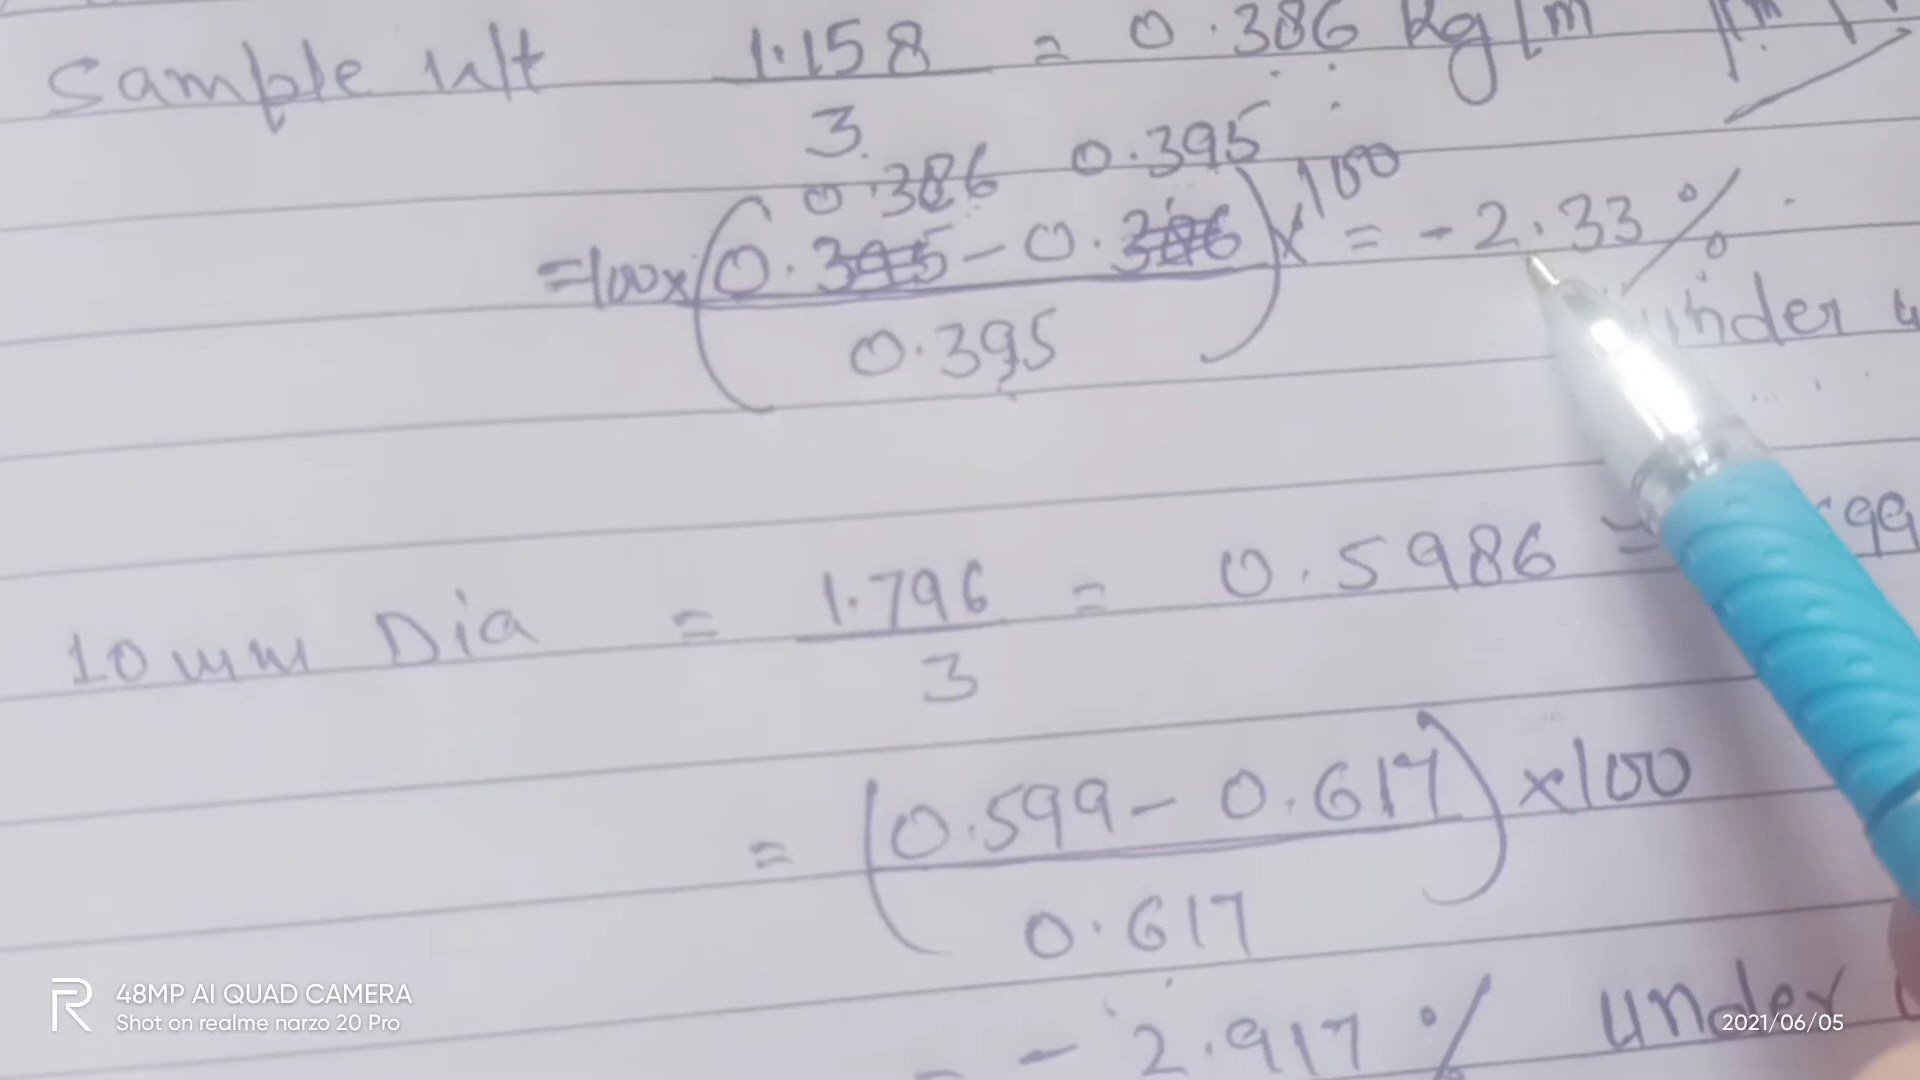 Sample wt 1.158 = 0.386 kg/m
3
0.386 0.395
=100x(0.395-0.386)x100 = -2.33%
0.395
under
10mm Dia = 1.796 = 0.5986 = 99
3
= (0.599-0.617) x100
0.617
= -2.917% under
48MP AI QUAD CAMERA
Shot on realme narzo 20 Pro
2021/06/05